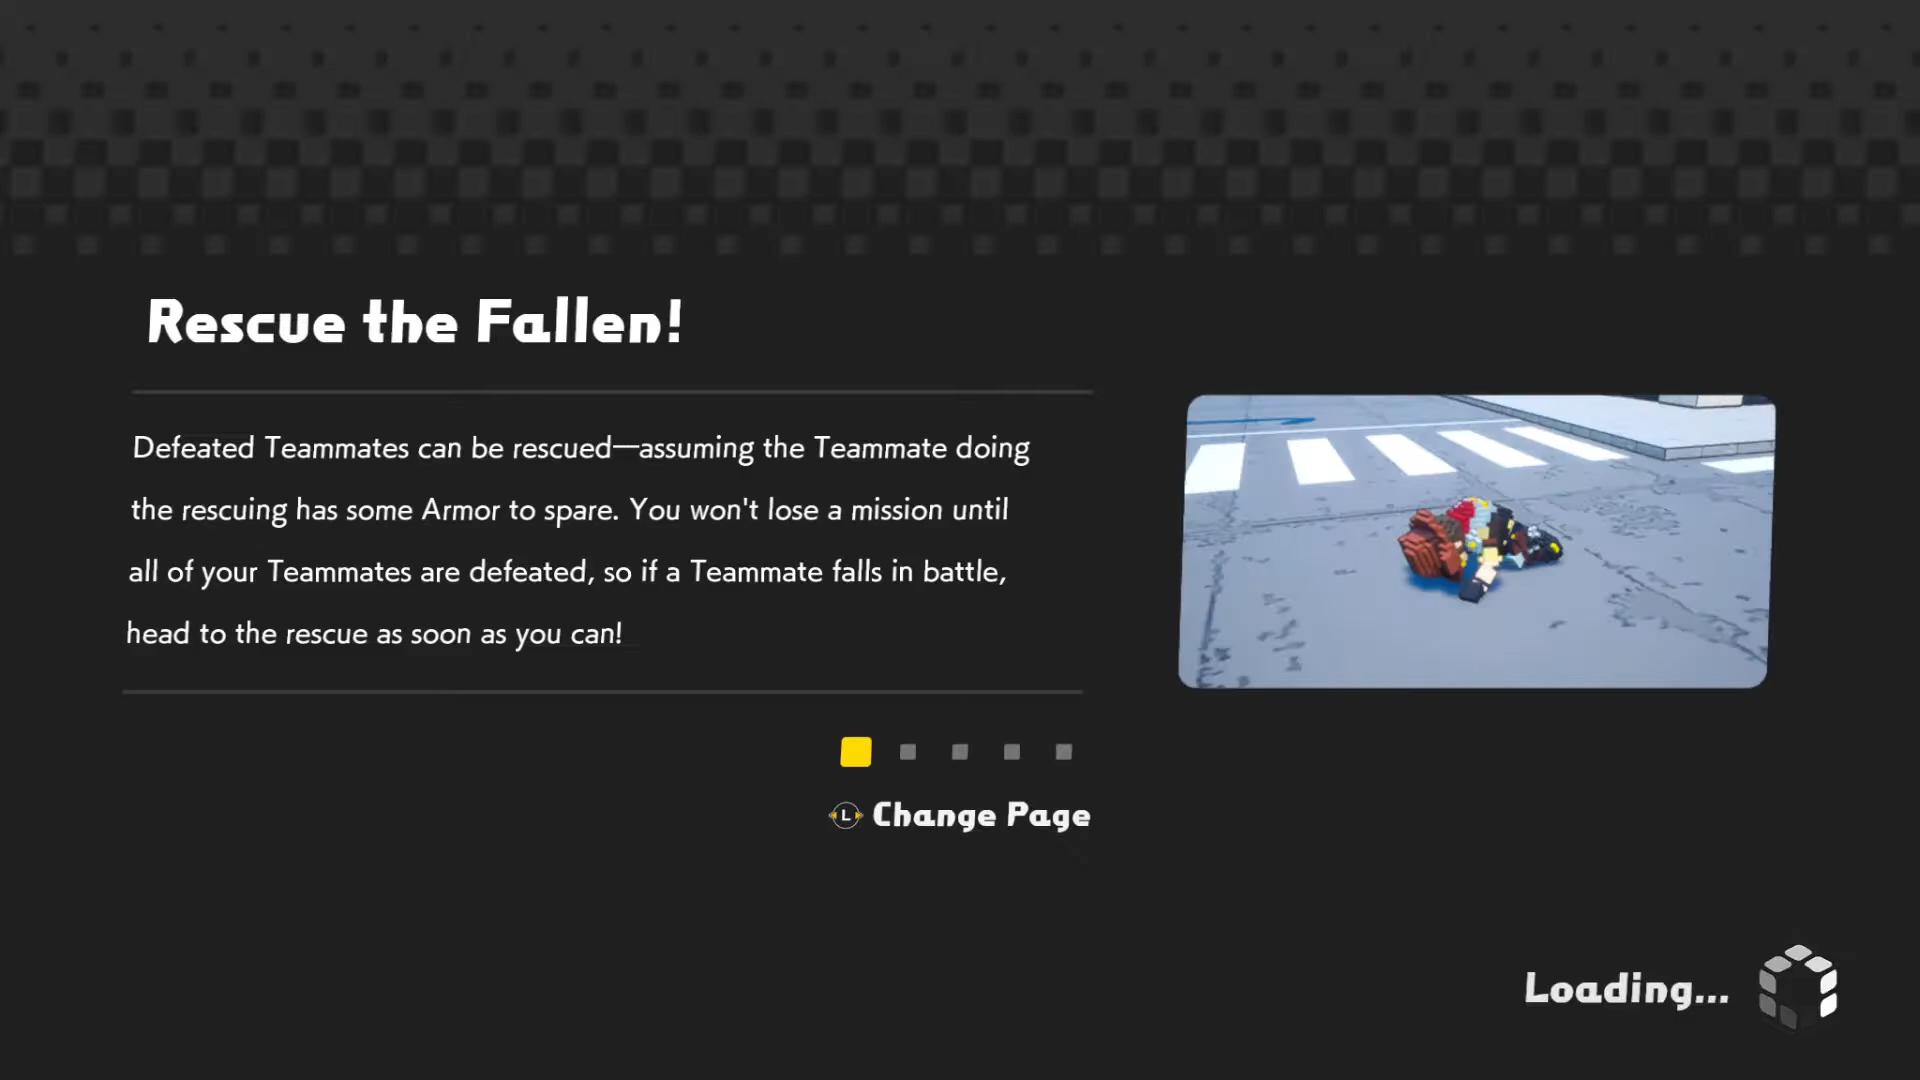 Rescue the Fallen!
Defeated Teammates can be rescued—assuming the Teammate doing
the rescuing has some Armor to spare. You won't lose a mission until
all of your Teammates are defeated, so if a Teammate falls in battle,
head to the rescue as soon as you can!
L Change Page
Loading...